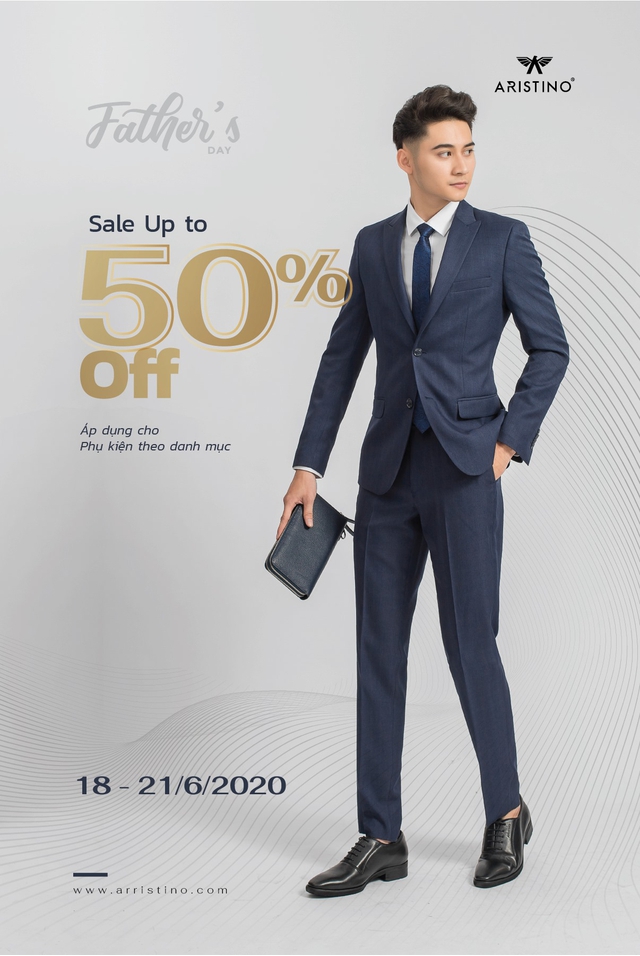 ARISTINO®
Father's
DAY
Sale Up to
50%
Off
Áp dụng cho
Phụ kiện theo danh mục
18 - 21/6/2020
www.arristino.com